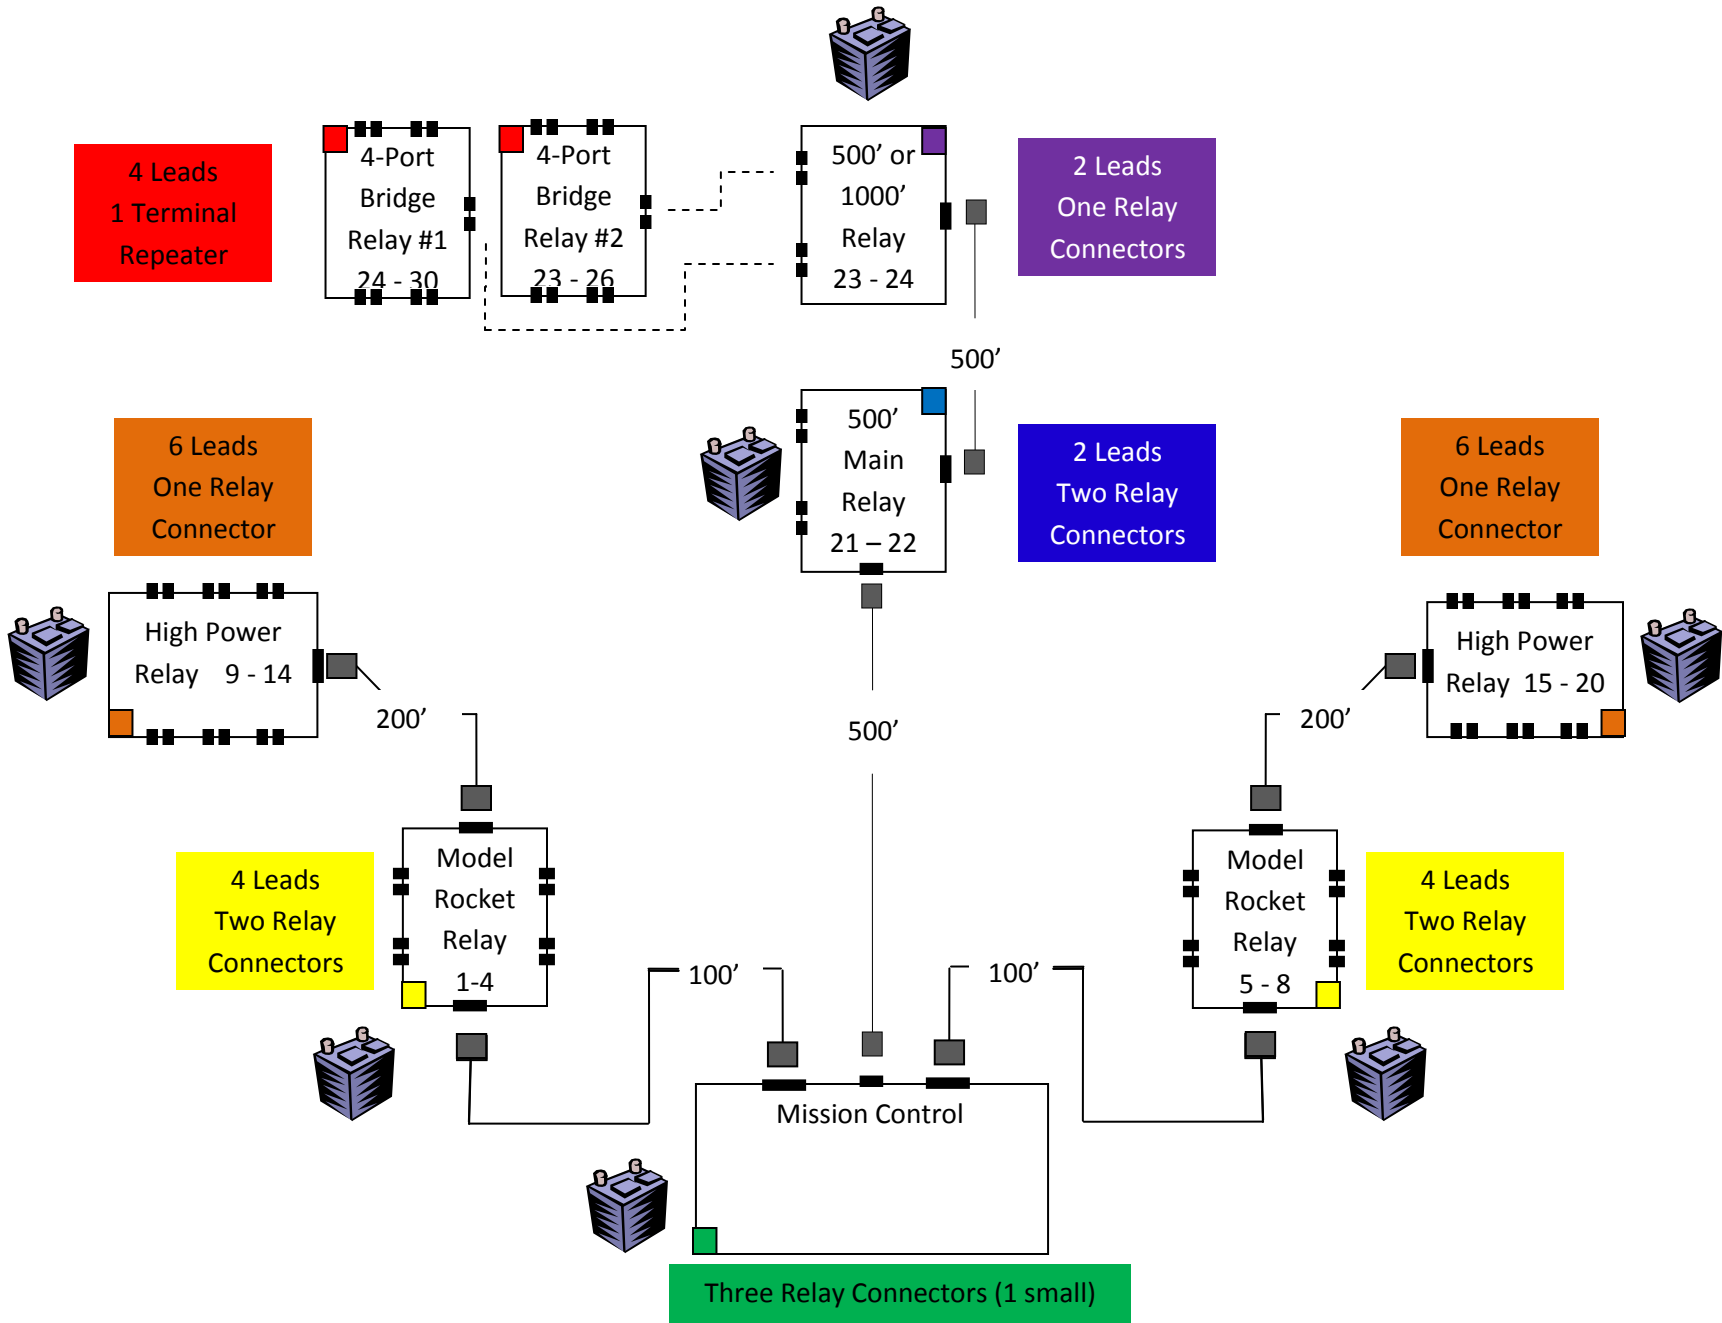 4 Leads
1 Terminal
Repeater
4-Port
Bridge
Relay #1
24 - 30
4-Port
Bridge
Relay #2
23 - 26
500’ or
1000’
Relay
23 - 24
2 Leads
One Relay
Connectors
500’
6 Leads
One Relay
Connector
500’
Main
Relay
21 – 22
2 Leads
Two Relay
Connectors
6 Leads
One Relay
Connector
High Power
Relay 9 - 14
High Power
Relay 15 - 20
200’
500’
200’
4 Leads
Two Relay
Connectors
Model
Rocket
Relay
1-4
Model
Rocket
Relay
5 - 8
4 Leads
Two Relay
Connectors
100’
100’
Mission Control
Three Relay Connectors (1 small)